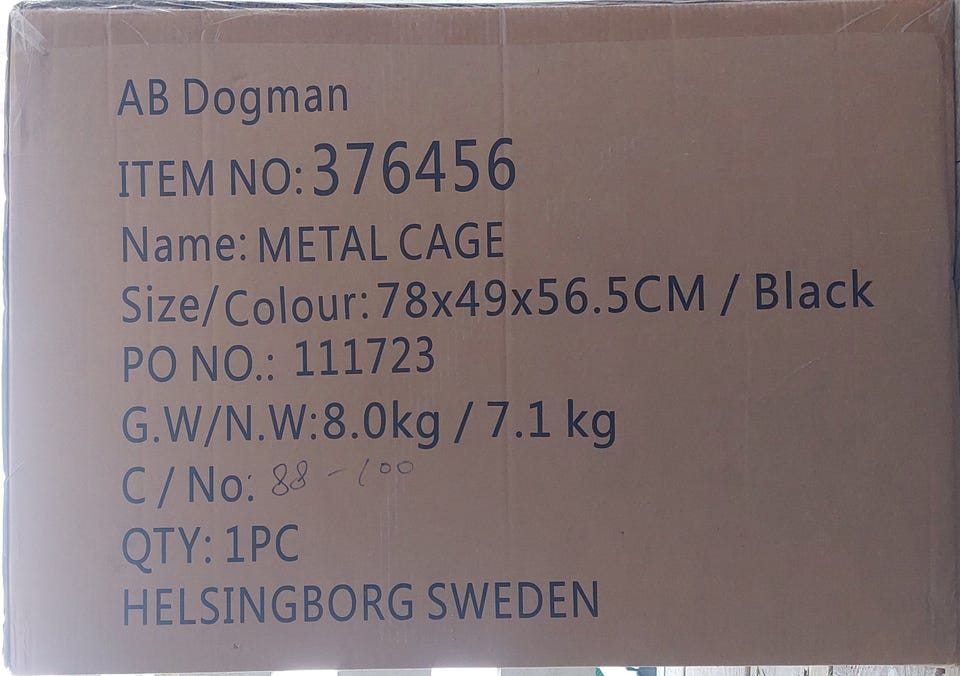 AB Dogman
ITEM NO: 376456
Name: METAL CAGE
Size/Colour: 78x49x56.5CM / Black
PO NO.: 111723
G.W/N.W:8.0kg / 7.1 kg
C / No: 88 - 100
QTY: 1PC
HELSINGBORG SWEDEN